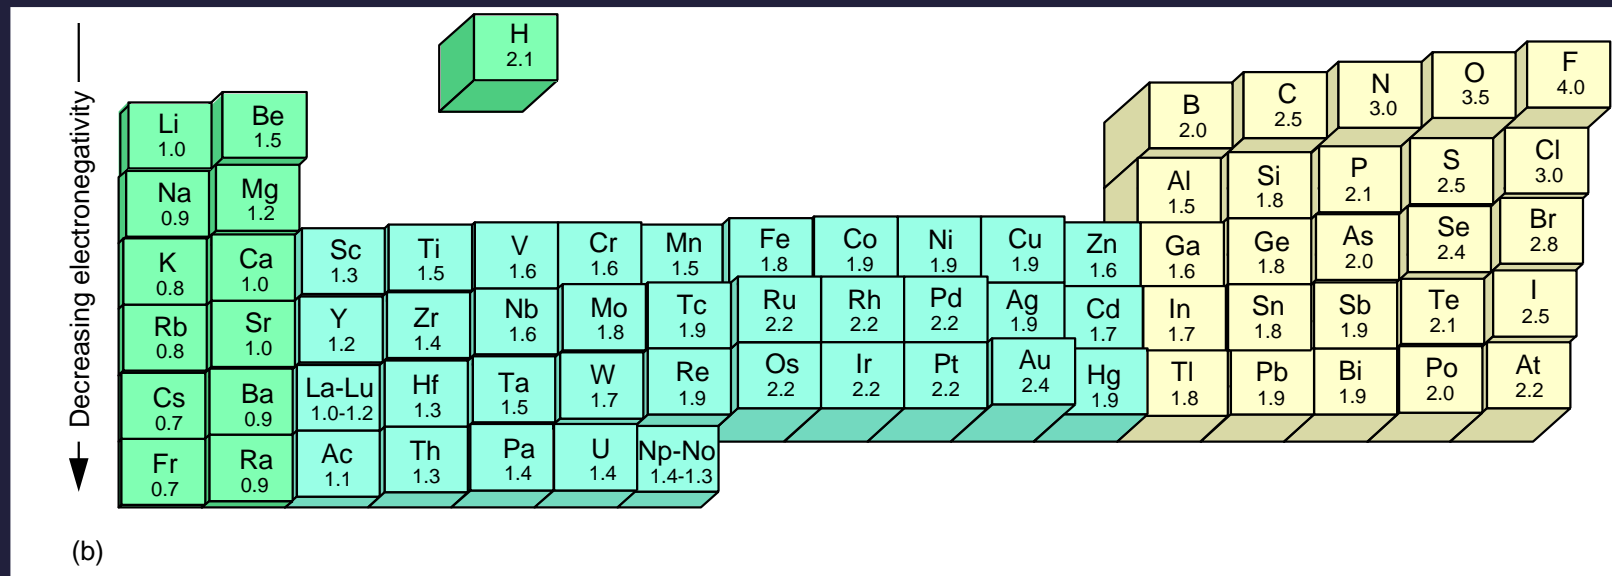 Decreasing electronegativity
H
2.1
F
4.0
O
3.5
N
3.0
C
2.5
B
2.0
Be
1.5
Li
1.0
Cl
3.0
S
2.5
P
2.1
Si
1.8
Al
1.5
Mg
1.2
Na
0.9
K
0.8
Ca
1.0
Sc
1.3
Ti
1.5
V
1.6
Cr
1.6
Mn
1.5
Fe
1.8
Co
1.9
Ni
1.9
Cu
1.9
Zn
1.6
Ga
1.6
Ge
1.8
As
2.0
Se
2.4
Br
2.8
Rb
0.8
Sr
1.0
Y
1.2
Zr
1.4
Nb
1.6
Mo
1.8
Tc
1.9
Ru
2.2
Rh
2.2
Pd
2.2
Ag
1.9
Cd
1.7
In
1.7
Sn
1.8
Sb
1.9
Te
2.1
I
2.5
Cs
0.7
Ba
0.9
La-Lu
1.0-1.2
Hf
1.3
Ta
1.5
W
1.7
Re
1.9
Os
2.2
Ir
2.2
Pt
2.2
Au
2.4
Hg
1.9
Tl
1.8
Pb
1.9
Bi
1.9
Po
2.0
At
2.2
Fr
0.7
Ra
0.9
Ac
1.1
Th
1.3
Pa
1.4
U
1.4
Np-No
1.4-1.3
(b)